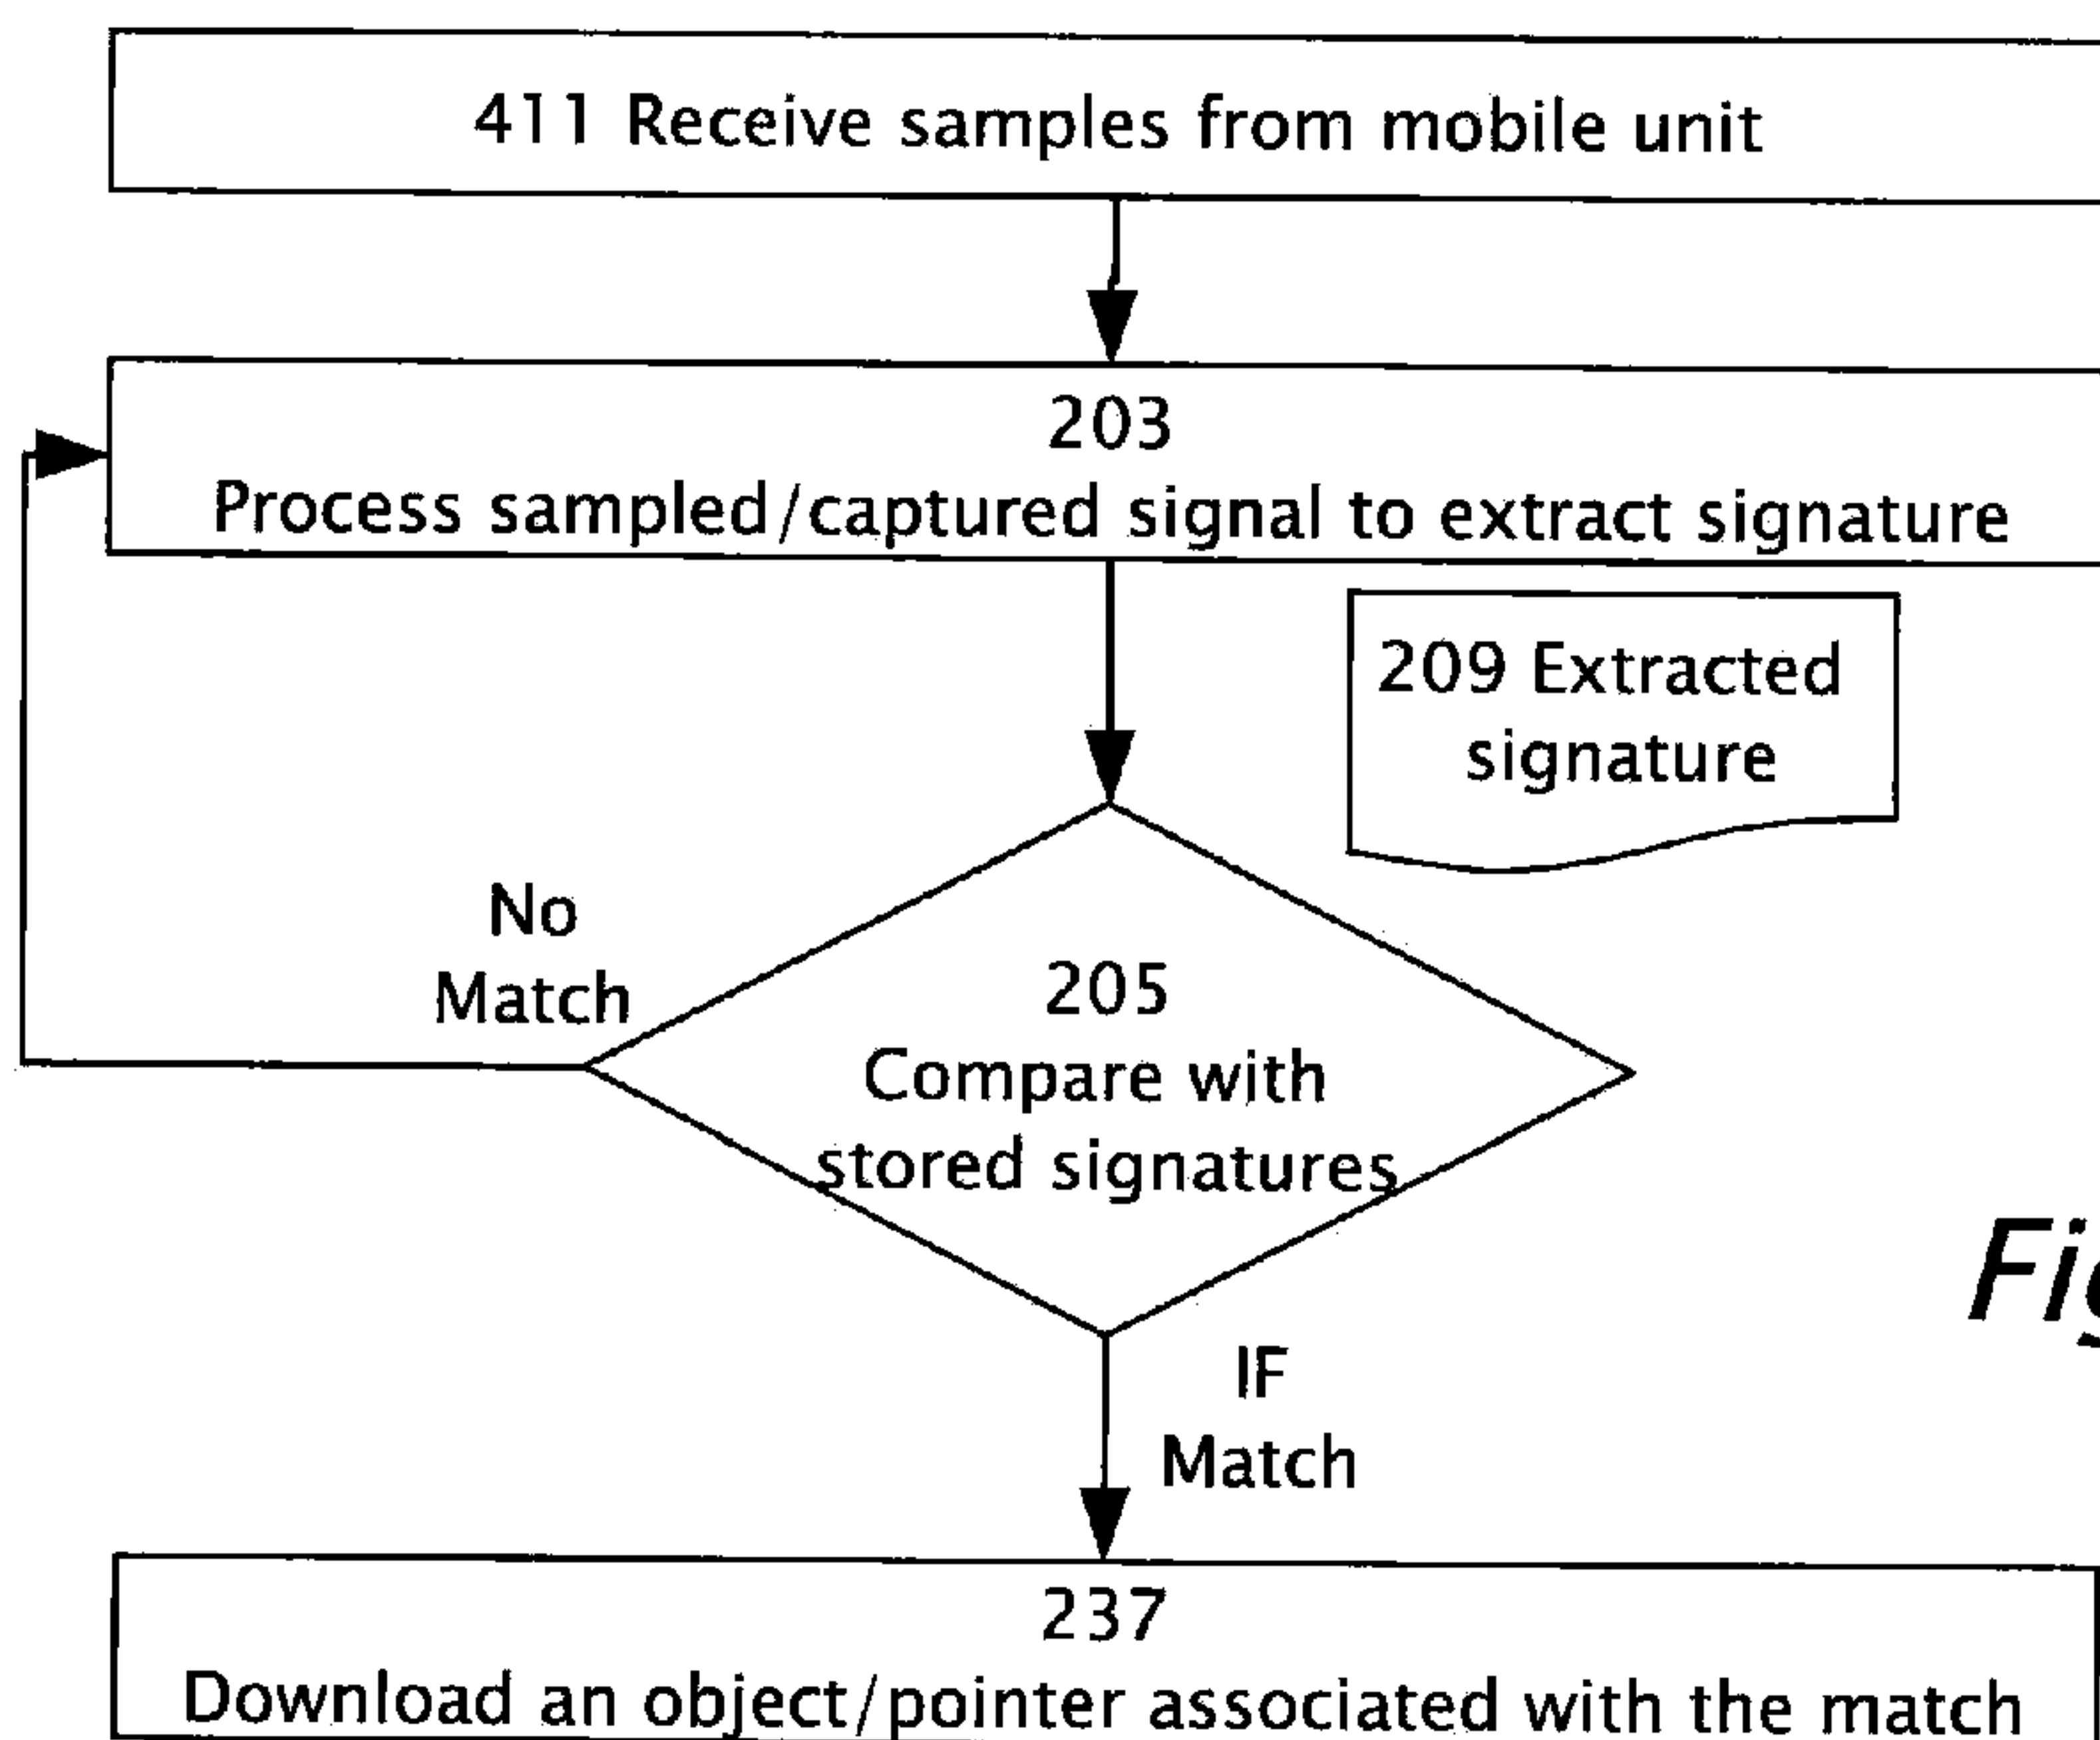 411 Receive samples from mobile unit
203
Process sampled/captured signal to extract signature
209 Extracted
signature
No
Match
205
Compare with
stored signatures
IF
Match
237
Download an object/pointer associated with the match